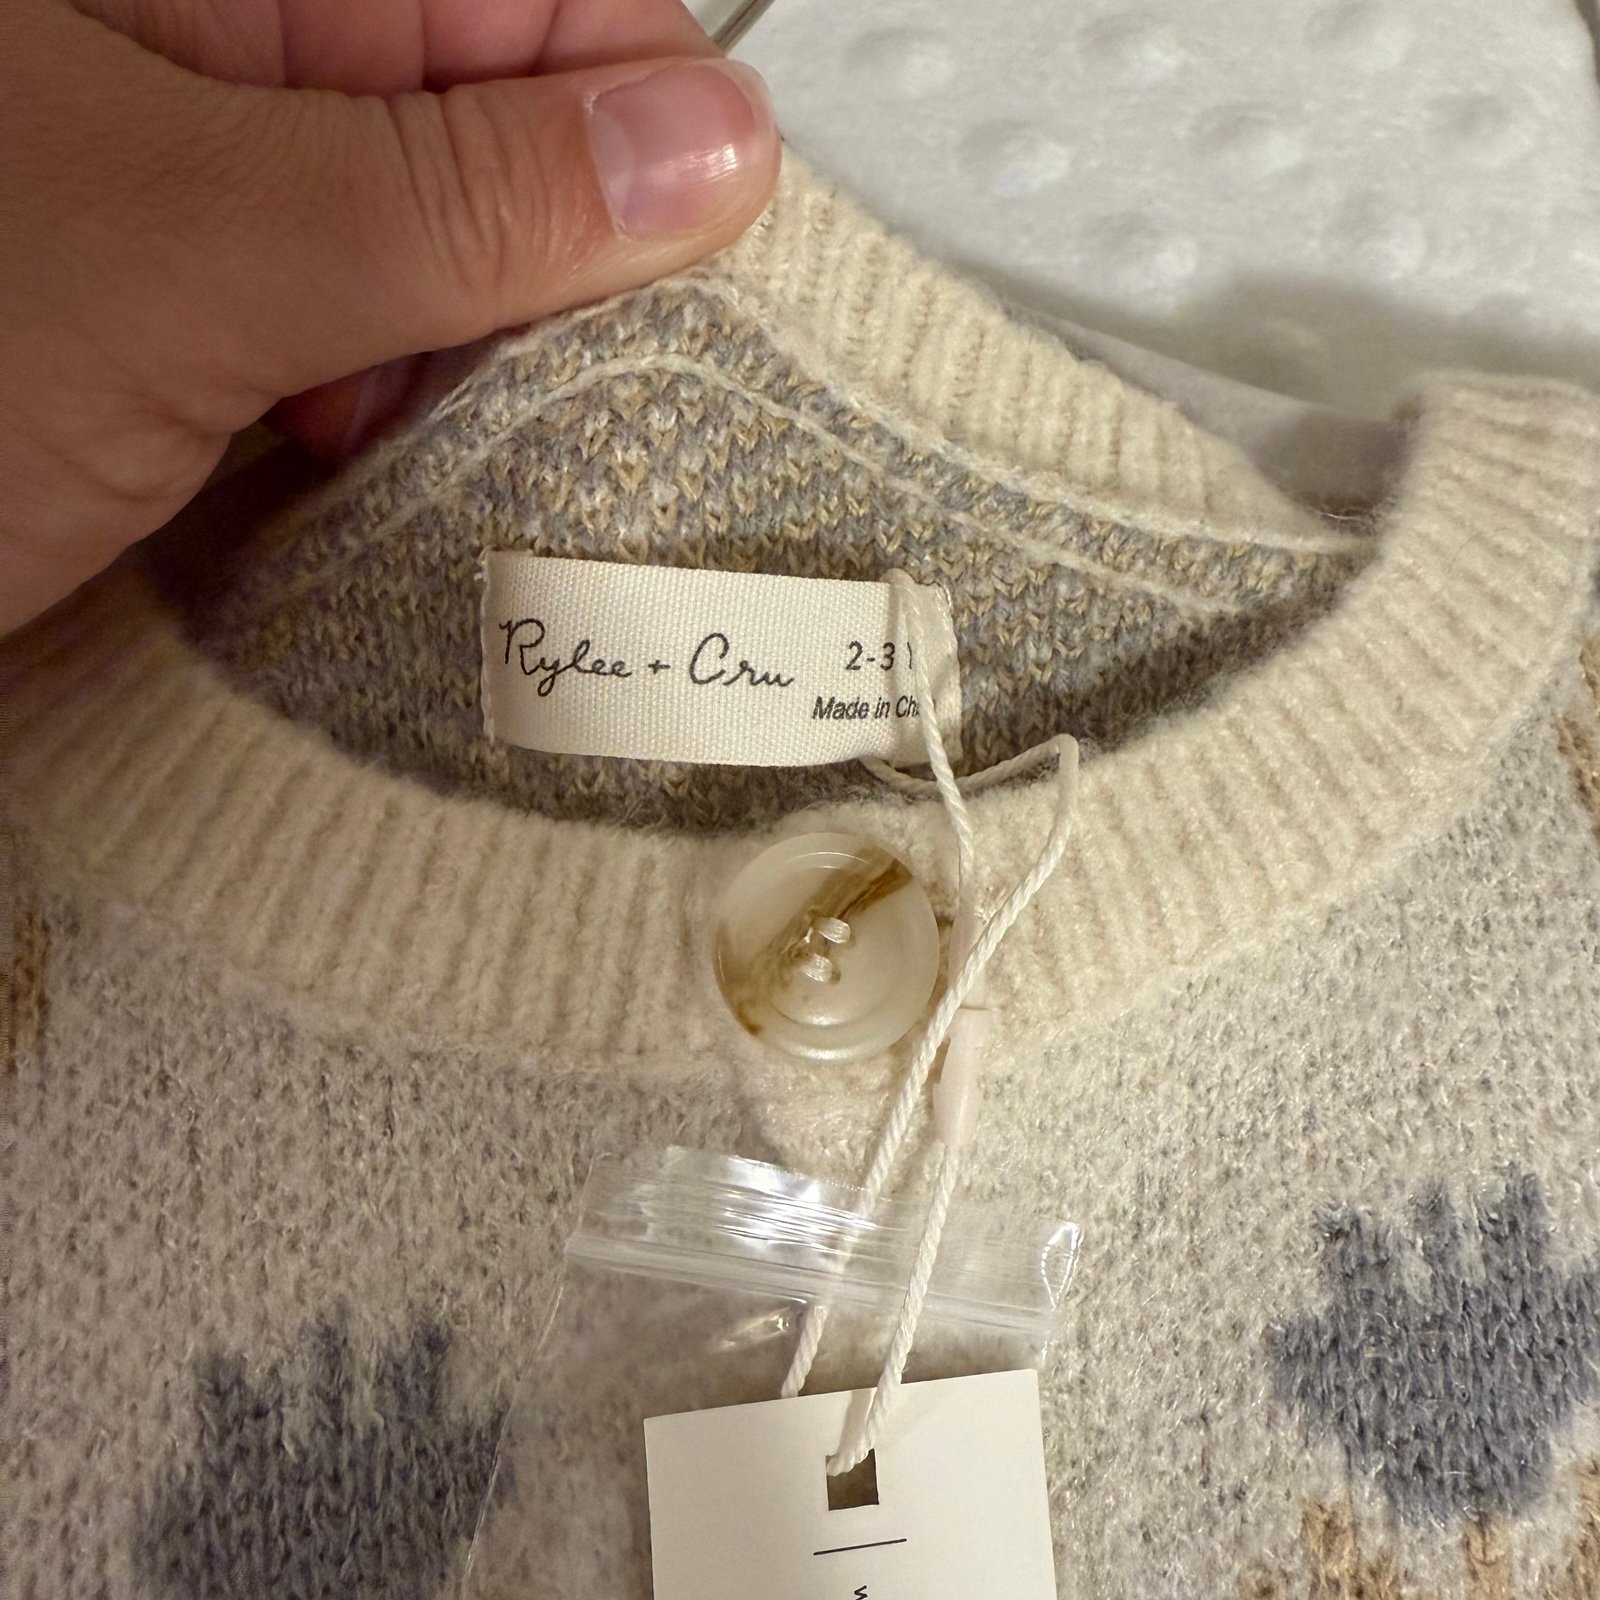 Rylee + Cru
2-3
Made in